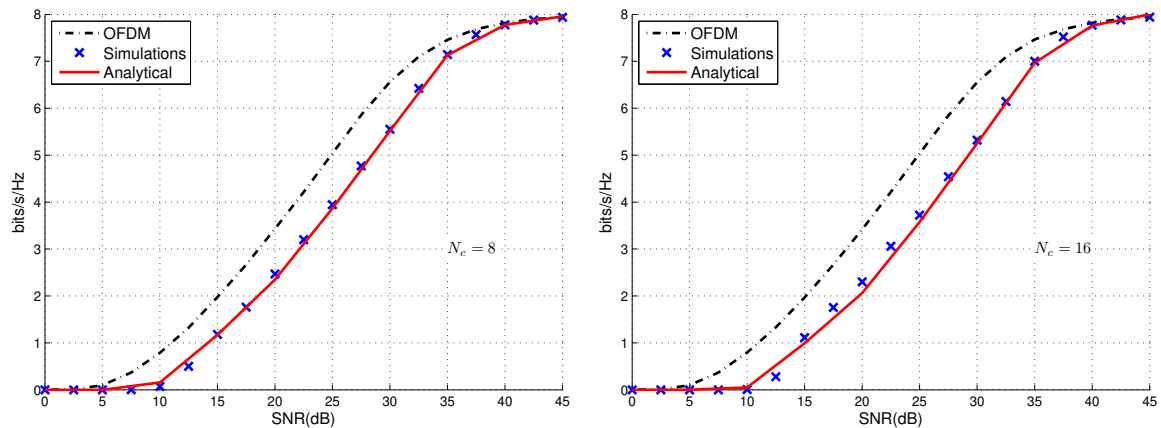 8
7
6
5
4
3
2
1
0
bits/s/Hz
OFDM
Simulations
Analytical
N_c = 8
0 5 10 15 20 25 30 35 40 45
SNR(dB)
8
7
6
5
4
3
2
1
0
bits/s/Hz
OFDM
Simulations
Analytical
N_c = 16
0 5 10 15 20 25 30 35 40 45
SNR(dB)